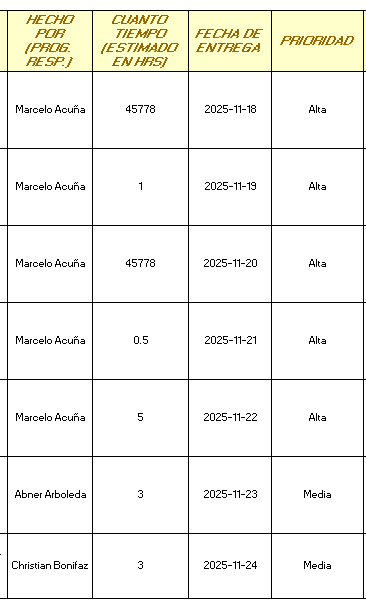 HECHO POR (PROG. RESP.) CUANTO TIEMPO (ESTIMADO EN HRS) FECHA DE ENTREGA PRIORIDAD
Marcelo Acuña 45778 2025-11-18 Alta
Marcelo Acuña 1 2025-11-19 Alta
Marcelo Acuña 45778 2025-11-20 Alta
Marcelo Acuña 0.5 2025-11-21 Alta
Marcelo Acuña 5 2025-11-22 Alta
Abner Arboleda 3 2025-11-23 Media
Christian Bonifaz 3 2025-11-24 Media